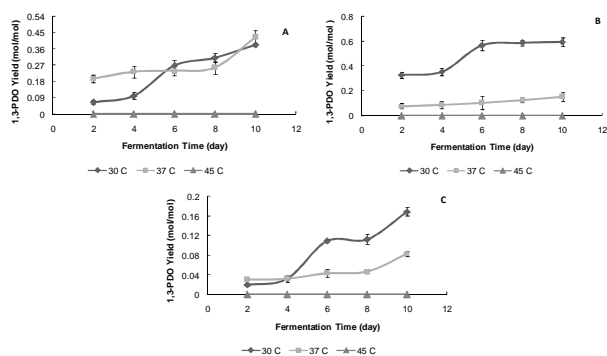 A
1,3-PDO Yield (mol/mol)
0.54
0.45
0.36
0.27
0.18
0.09
0
0 2 4 6 8 10 12
Fermentation Time (day)
30 C 37 C 45 C
B
1,3-PDO Yield (mol/mol)
0.8
0.6
0.4
0.2
0
0 2 4 6 8 10 12
Fermentation Time (day)
30 C 37 C 45 C
C
1,3-PDO Yield (mol/mol)
0.2
0.16
0.12
0.08
0.04
0
0 2 4 6 8 10 12
Fermentation Time (day)
30 C 37 C 45 C